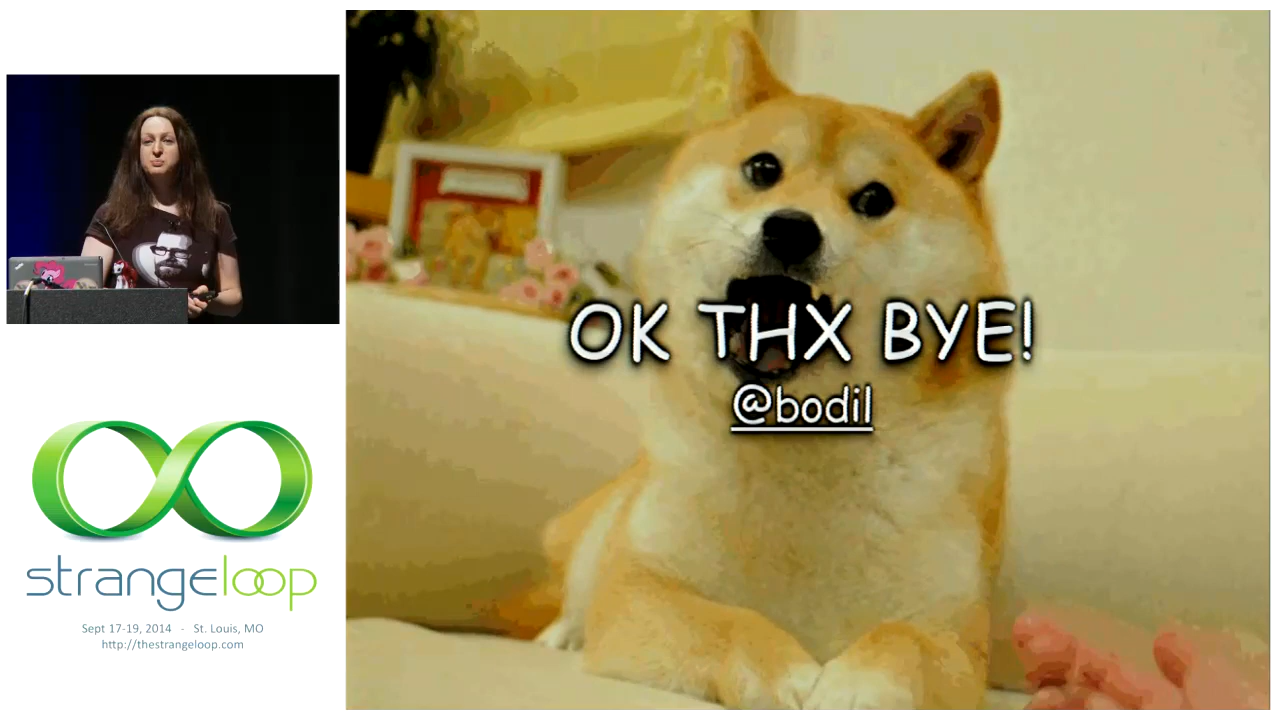 OK THX BYE!
@bodil
strangeloop
Sept 17-19, 2014 - St. Louis, MO
http://thestrangeloop.com